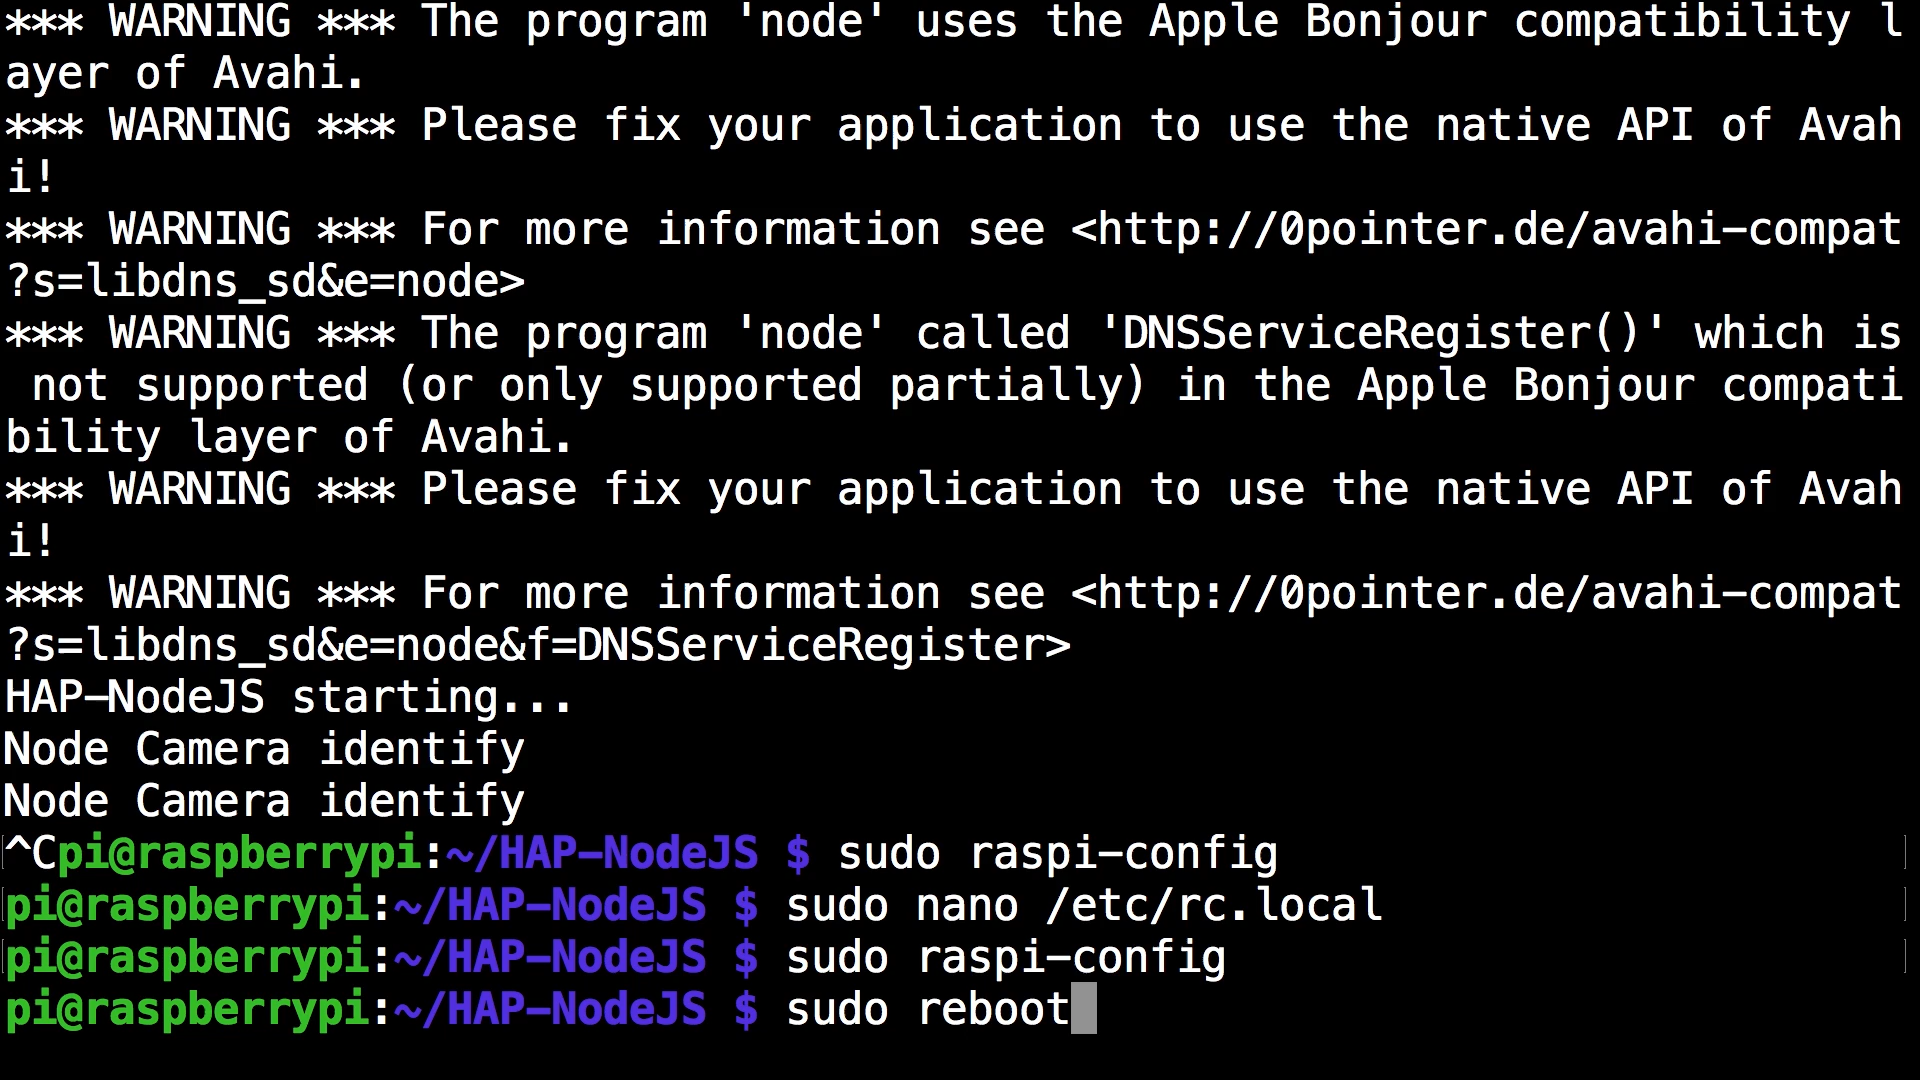 *** WARNING *** The program 'node' uses the Apple Bonjour compatibility l
ayer of Avahi.
*** WARNING *** Please fix your application to use the native API of Avah
i!
*** WARNING *** For more information see <http://0pointer.de/avahi-compat
?s=libdns_sd&e=node>
*** WARNING *** The program 'node' called 'DNSServiceRegister()' which is
 not supported (or only supported partially) in the Apple Bonjour compati
bility layer of Avahi.
*** WARNING *** Please fix your application to use the native API of Avah
i!
*** WARNING *** For more information see <http://0pointer.de/avahi-compat
?s=libdns_sd&e=node&f=DNSServiceRegister>
HAP-NodeJS starting...
Node Camera identify
Node Camera identify
^Cpi@raspberrypi:~/HAP-NodeJS $ sudo raspi-config
pi@raspberrypi:~/HAP-NodeJS $ sudo nano /etc/rc.local
pi@raspberrypi:~/HAP-NodeJS $ sudo raspi-config
pi@raspberrypi:~/HAP-NodeJS $ sudo reboot